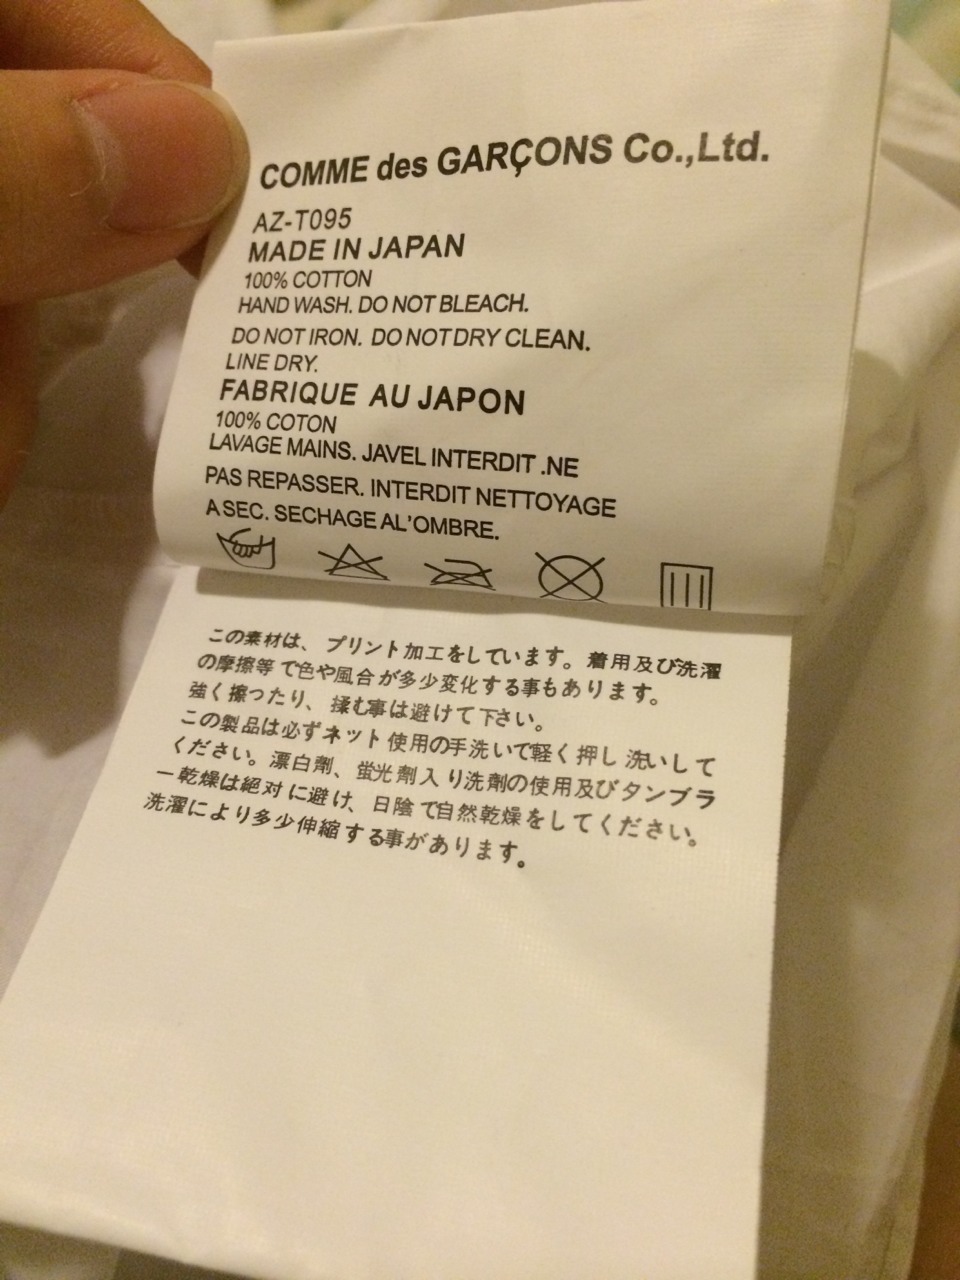 COMME des GARÇONS Co.,Ltd.
AZ-T095
MADE IN JAPAN
100% COTTON
HAND WASH. DO NOT BLEACH.
DO NOT IRON. DO NOT DRY CLEAN.
LINE DRY.
FABRIQUE AU JAPON
100% COTON
LAVAGE MAINS. JAVEL INTERDIT .NE
PAS REPASSER. INTERDIT NETTOYAGE
A SEC. SECHAGE AL'OMBRE.
この素材は、プリント加工をしています。着用及び洗濯
の摩擦等で色や風合が多少変化する事もあります。
強く擦ったり、揉む事は避けて下さい。
この製品は必ずネット使用の手洗いで軽く押し洗いして
ください。漂白劑、蛍光劑入り洗劑の使用及びタンブラ
ー乾燥は絶対に避け、日陰で自然乾燥をしてください。
洗濯により多少伸縮する事があります。